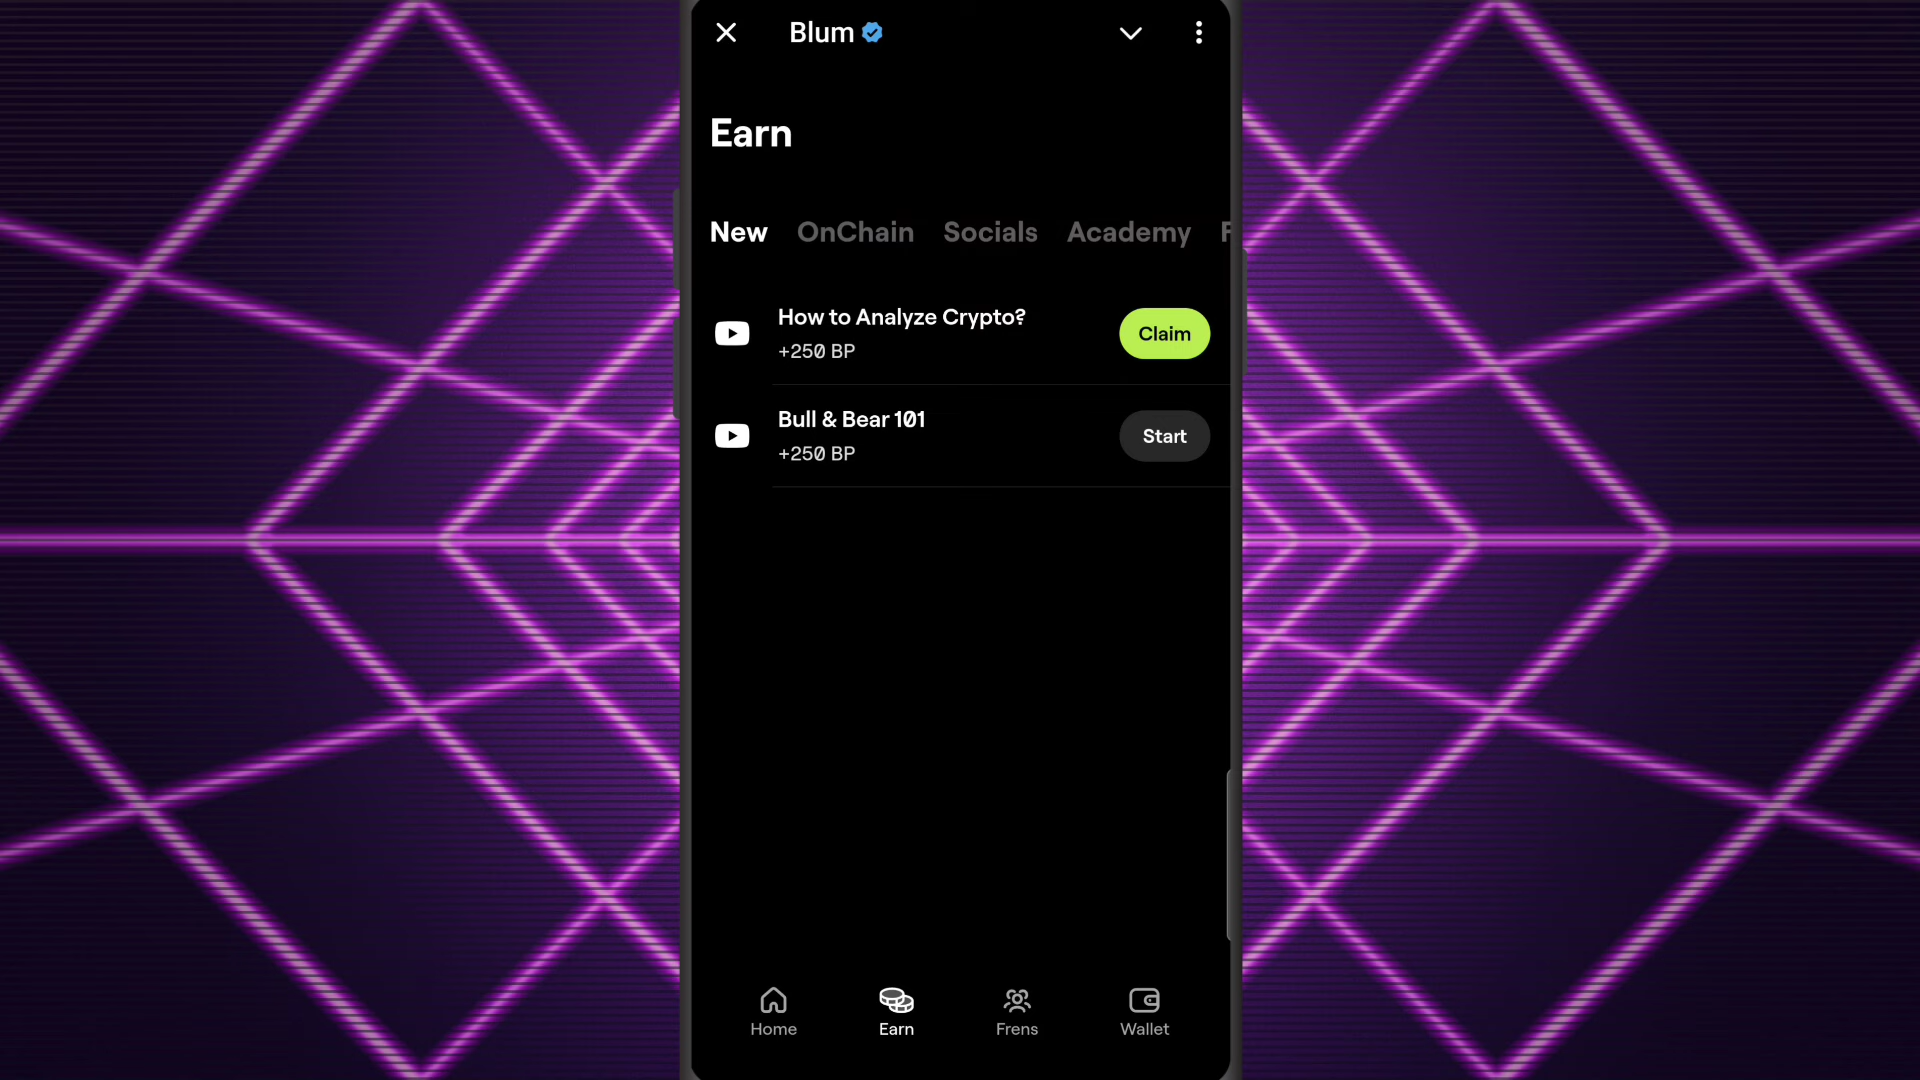 Blum
Earn
New OnChain Socials Academy F
How to Analyze Crypto?
+250 BP
Claim
Bull & Bear 101
+250 BP
Start
Home Earn Frens Wallet